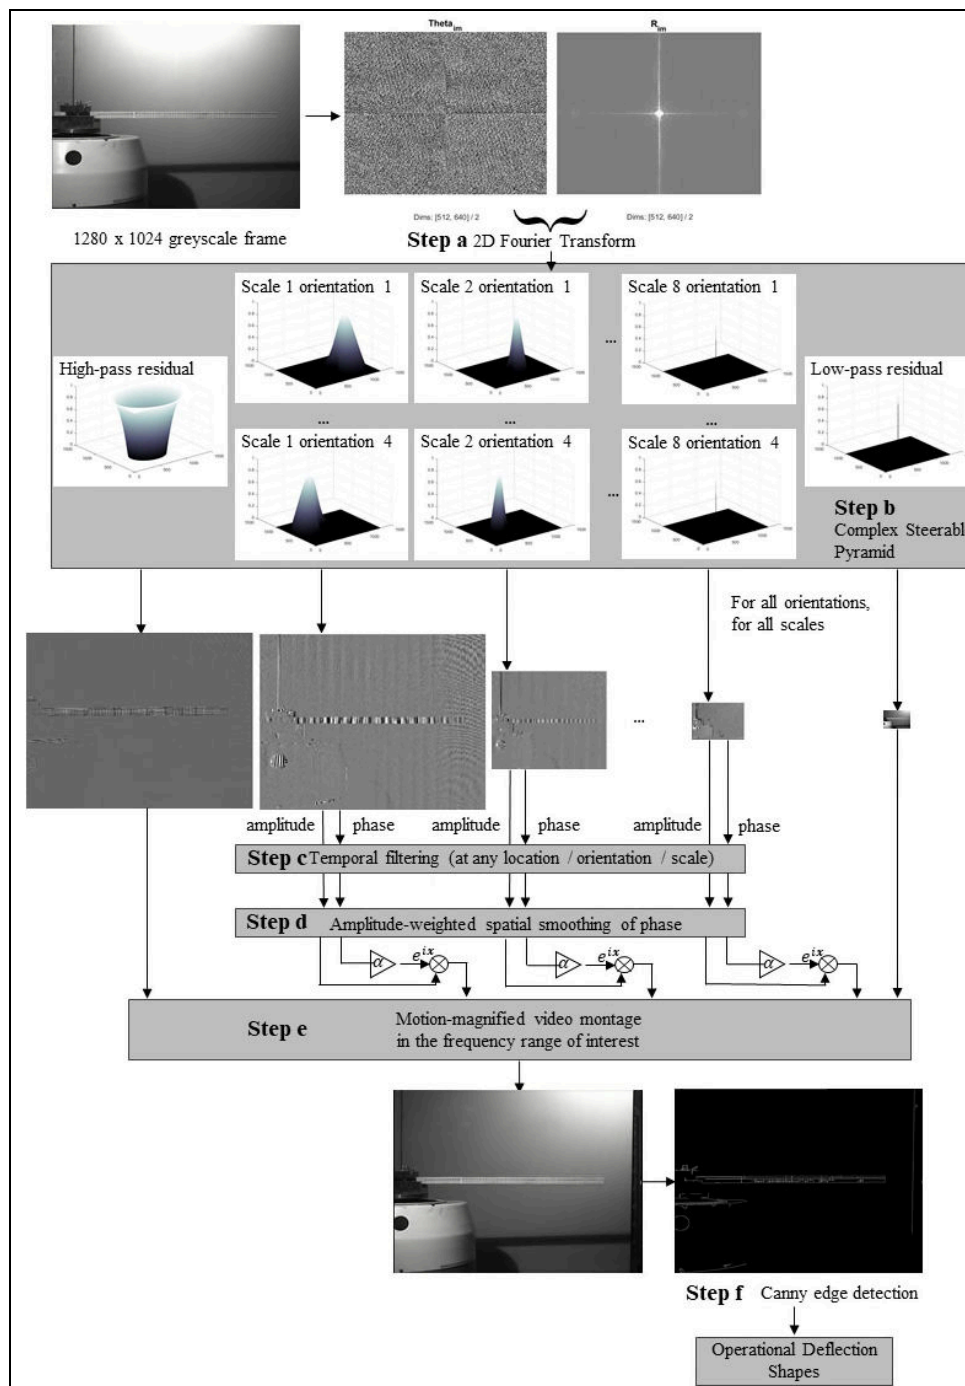 Theta_im
R_im
Dims: [512, 640] / 2
Dims: [512, 640] / 2
1280 x 1024 greyscale frame
Step a 2D Fourier Transform
Scale 1 orientation 1
Scale 2 orientation 1
Scale 8 orientation 1
...
High-pass residual
Low-pass residual
...
...
...
Scale 1 orientation 4
Scale 2 orientation 4
Scale 8 orientation 4
...
Step b
Complex Steerable
Pyramid
For all orientations,
for all scales
...
amplitude phase
amplitude phase
amplitude phase
Step c Temporal filtering (at any location / orientation / scale)
Step d Amplitude-weighted spatial smoothing of phase
α e^{ix}
α e^{ix}
α e^{ix}
Step e
Motion-magnified video montage
in the frequency range of interest
Step f Canny edge detection
Operational Deflection
Shapes